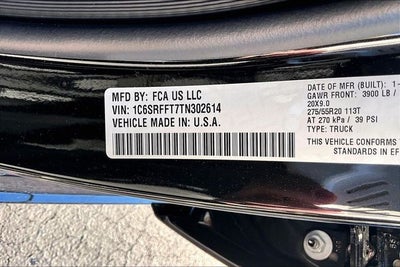 MFD BY: FCA US LLC
VIN: 1C6SRFFT7TN302614
VEHICLE MADE IN: U.S.A.
DATE OF MFR (BUILT): 1-
GAWR FRONT: 3900 LB /
20X9.0
275/55R20 113T
AT 270 kPa / 39 PSI
TYPE: TRUCK
THIS VEHICLE CONFORMS
STANDARDS IN EF